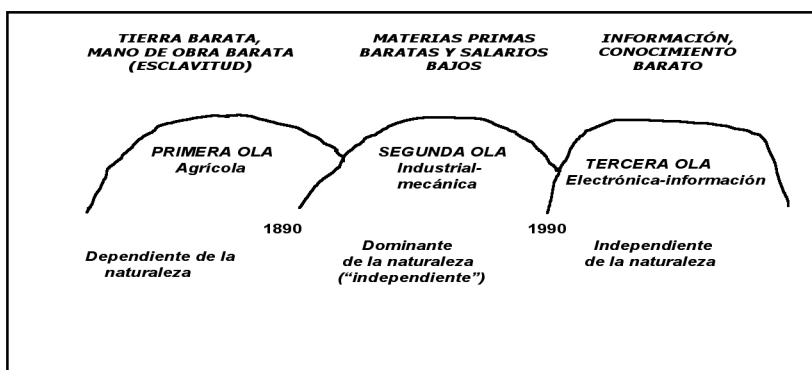 TIERRA BARATA,
MANO DE OBRA BARATA
(ESCLAVITUD)
MATERIAS PRIMAS
BARATAS Y SALARIOS
BAJOS
INFORMACIÓN,
CONOCIMIENTO
BARATO
PRIMERA OLA
Agrícola
SEGUNDA OLA
Industrial-
mecánica
TERCERA OLA
Electrónica-información
1890
1990
Dependiente de la
naturaleza
Dominante
de la naturaleza
(“independiente”)
Independiente
de la naturaleza